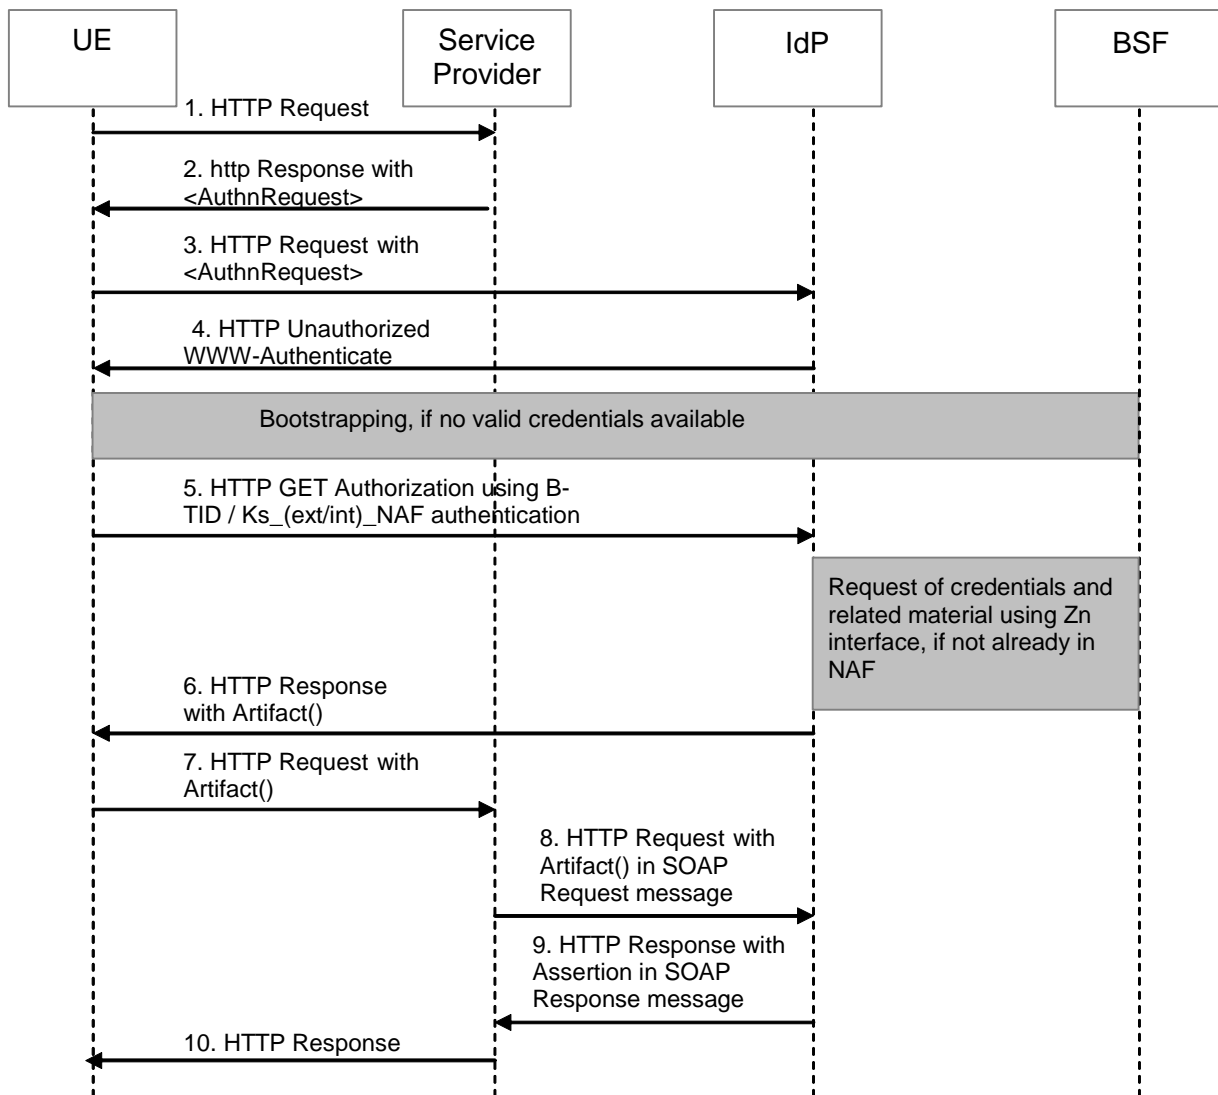 UE
Service
Provider
IdP
BSF
1. HTTP Request
2. http Response with
<AuthnRequest>
3. HTTP Request with
<AuthnRequest>
4. HTTP Unauthorized
WWW-Authenticate
Bootstrapping, if no valid credentials available
5. HTTP GET Authorization using B-
TID / Ks_(ext/int)_NAF authentication
Request of credentials and
related material using Zn
interface, if not already in
NAF
6. HTTP Response
with Artifact()
7. HTTP Request with
Artifact()
8. HTTP Request with
Artifact() in SOAP
Request message
9. HTTP Response with
Assertion in SOAP
Response message
10. HTTP Response